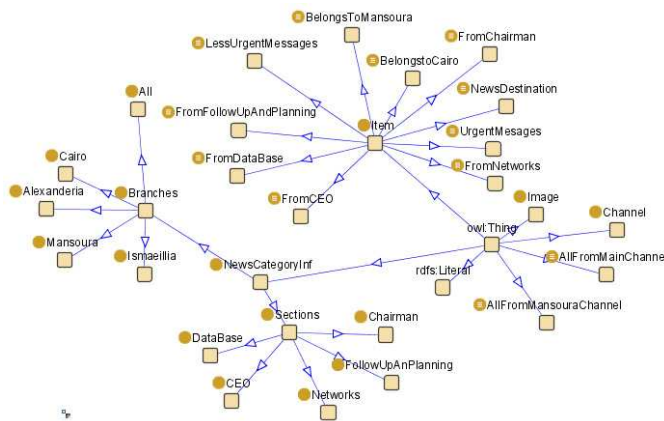 BelongsToMansoura
LessUrgentMessages
FromChairman
BelongstoCairo
All
NewsDestination
FromFollowUpAndPlanning
Item
UrgentMesages
Cairo
FromDataBase
FromNetworks
Alexanderia
Branches
FromCEO
Image
Channel
owl:Thing
Mansoura
Ismaeillia
NewsCategoryInf
rdfs:Literal
AllFromMainChannel
AllFromMansouraChannel
Sections
Chairman
DataBase
FollowUpAnPlanning
CEO
Networks